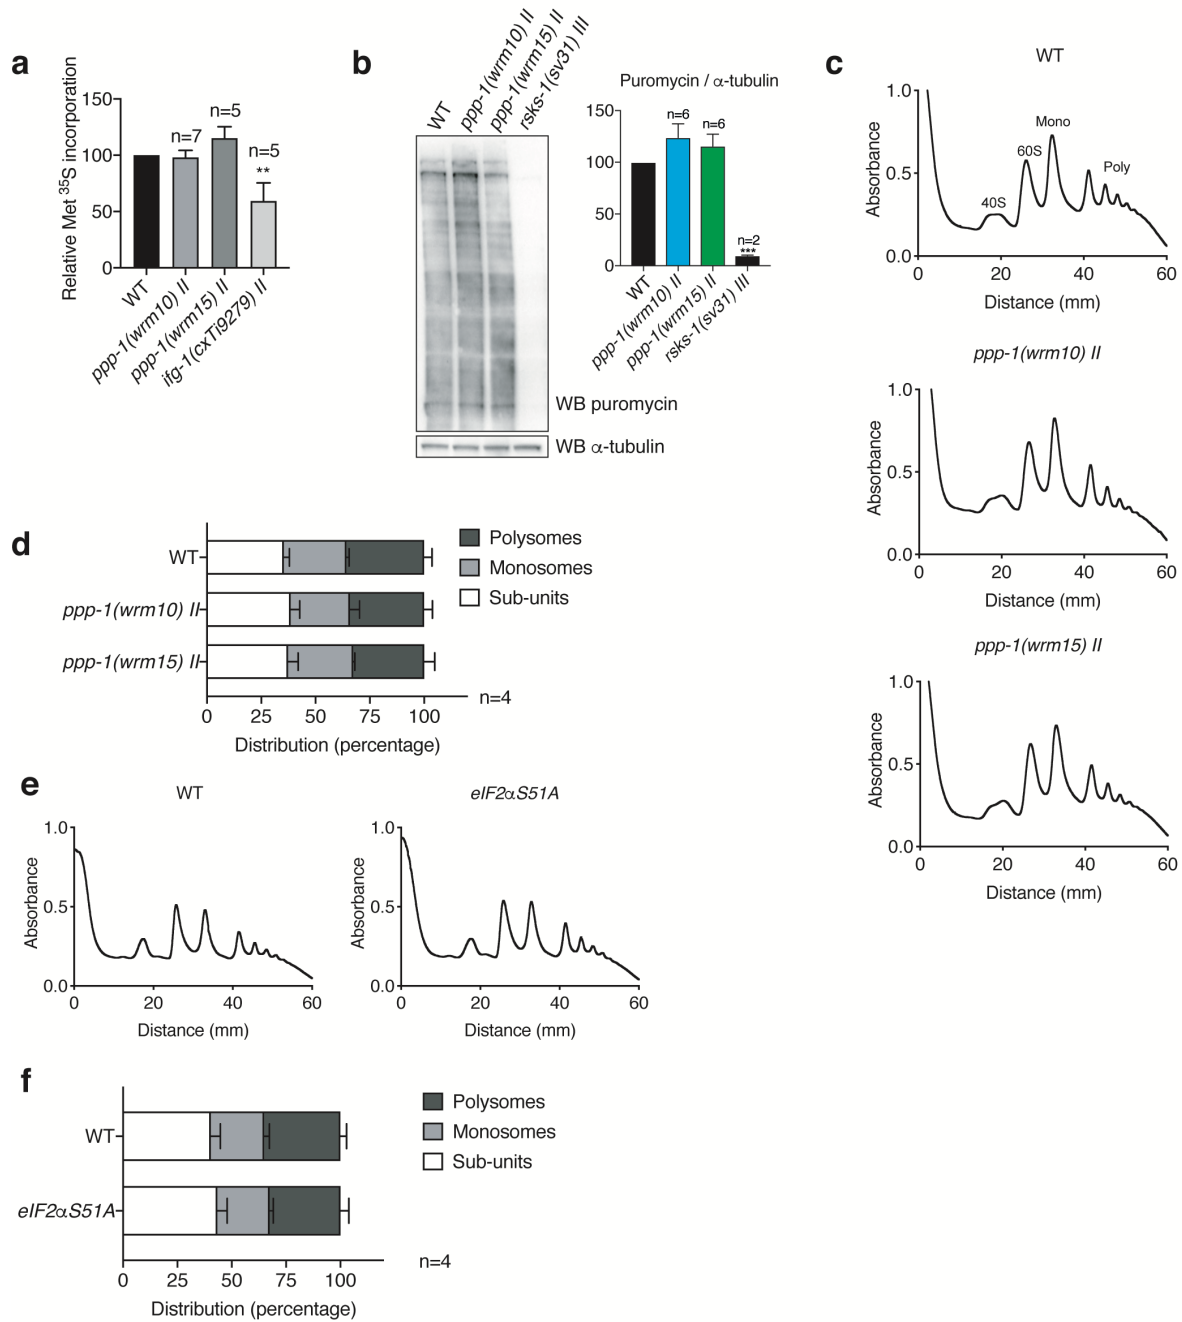 a
Relative Met ³⁵S incorporation
150
100
50
0
n=7
n=5
n=5
**
WT
ppp-1(wrm10) II
ppp-1(wrm15) II
ifg-1(cxTi9279) II
b
WT
ppp-1(wrm10) II
ppp-1(wrm15) II
rsks-1(sv31) III
WB puromycin
WB α-tubulin
Puromycin / α-tubulin
150
100
50
0
n=6
n=6
n=2
***
WT
ppp-1(wrm10) II
ppp-1(wrm15) II
rsks-1(sv31) III
c
WT
Absorbance
1.0
0.5
0.0
40S
60S
Mono
Poly
0 20 40 60
Distance (mm)
ppp-1(wrm10) II
Absorbance
1.0
0.5
0.0
0 20 40 60
Distance (mm)
ppp-1(wrm15) II
Absorbance
1.0
0.5
0.0
0 20 40 60
Distance (mm)
d
WT
ppp-1(wrm10) II
ppp-1(wrm15) II
Polysomes
Monosomes
Sub-units
n=4
0 25 50 75 100
Distribution (percentage)
e
WT
Absorbance
1.0
0.5
0.0
0 20 40 60
Distance (mm)
eIF2αS51A
Absorbance
1.0
0.5
0.0
0 20 40 60
Distance (mm)
f
WT
eIF2αS51A
Polysomes
Monosomes
Sub-units
n=4
0 25 50 75 100
Distribution (percentage)